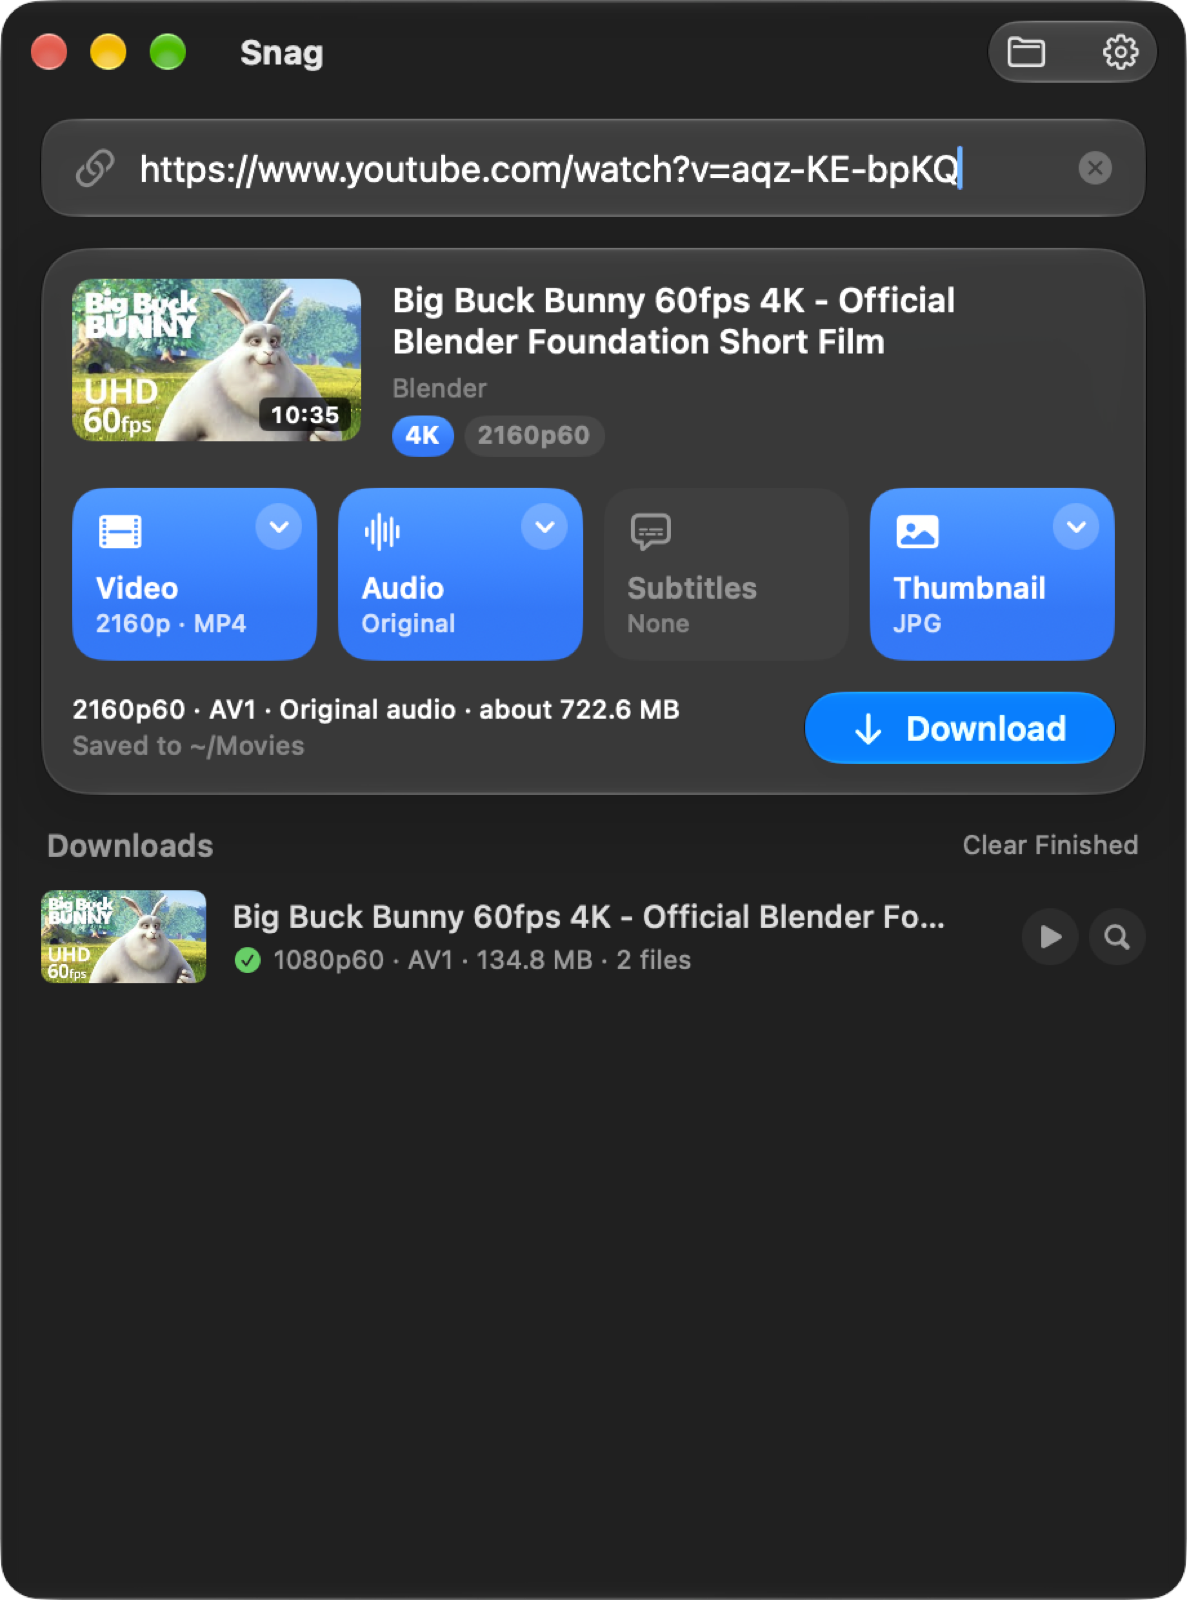 Snag
https://www.youtube.com/watch?v=aqz-KE-bpKQ
Big Buck
BUNNY
UHD
60fps
10:35
Big Buck Bunny 60fps 4K - Official
Blender Foundation Short Film
Blender
4K
2160p60
Video
2160p · MP4
Audio
Original
Subtitles
None
Thumbnail
JPG
2160p60 · AV1 · Original audio · about 722.6 MB
Saved to ~/Movies
Download
Downloads
Clear Finished
Big Buck
BUNNY
UHD
60fps
Big Buck Bunny 60fps 4K - Official Blender Fo...
1080p60 · AV1 · 134.8 MB · 2 files